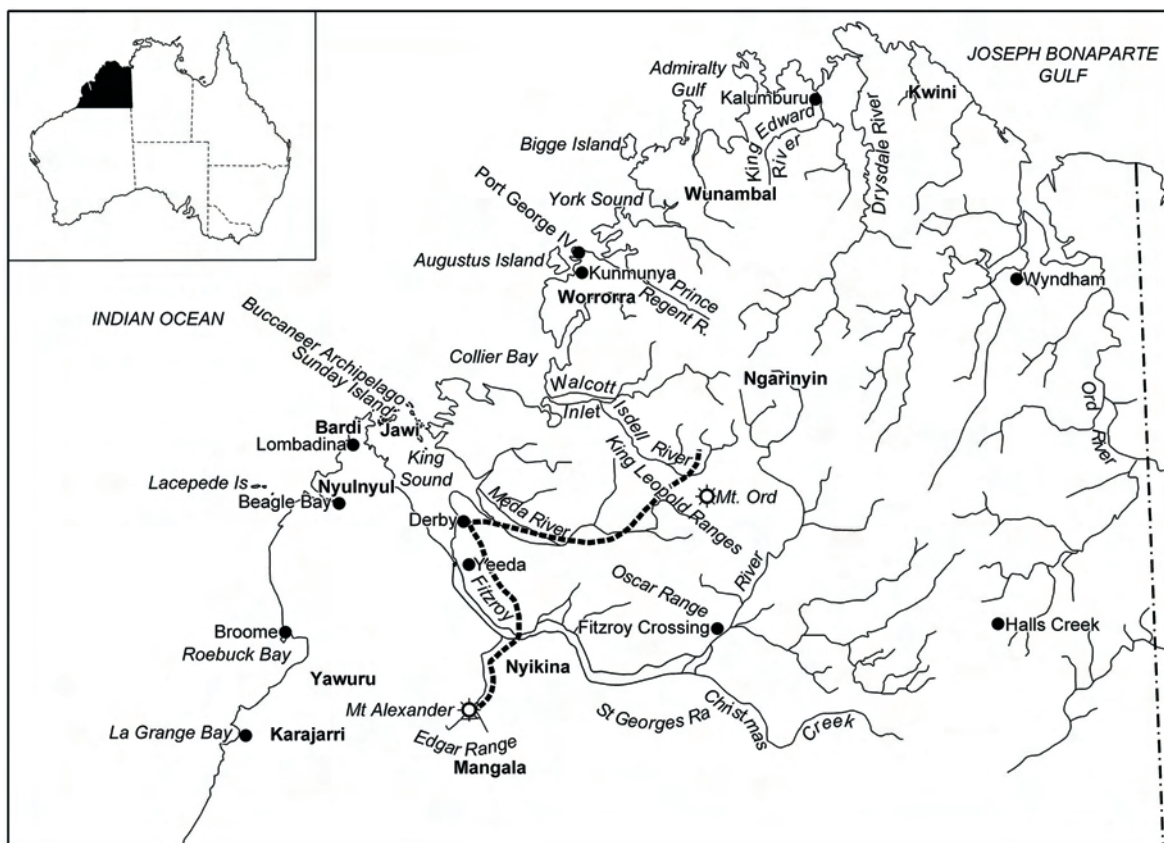 JOSEPH BONAPARTE
GULF
Admiralty
Gulf
Kalumburu
Kwini
King Edward
River
Drysdale River
Bigge Island
Wunambal
York Sound
Port George IV
Augustus Island
Kunmunya
Worrorra
Prince
Regent R.
Wyndham
INDIAN OCEAN
Buccaneer Archipelago
Sunday Island
Collier Bay
Walcott
Inlet
Ngarinyin
Isdell River
Ord River
Bardi
Jawi
Lombadina
King
Sound
King Leopold Ranges
Lacepede Is
Nyulnyul
Beagle Bay
Meda River
Mt. Ord
Derby
Yeeda
Fitzroy
River
Oscar Range
Fitzroy Crossing
Halls Creek
Broome
Roebuck Bay
Nyikina
Yawuru
Mt Alexander
St Georges Ra
Christmas
Creek
La Grange Bay
Karajarri
Edgar Range
Mangala